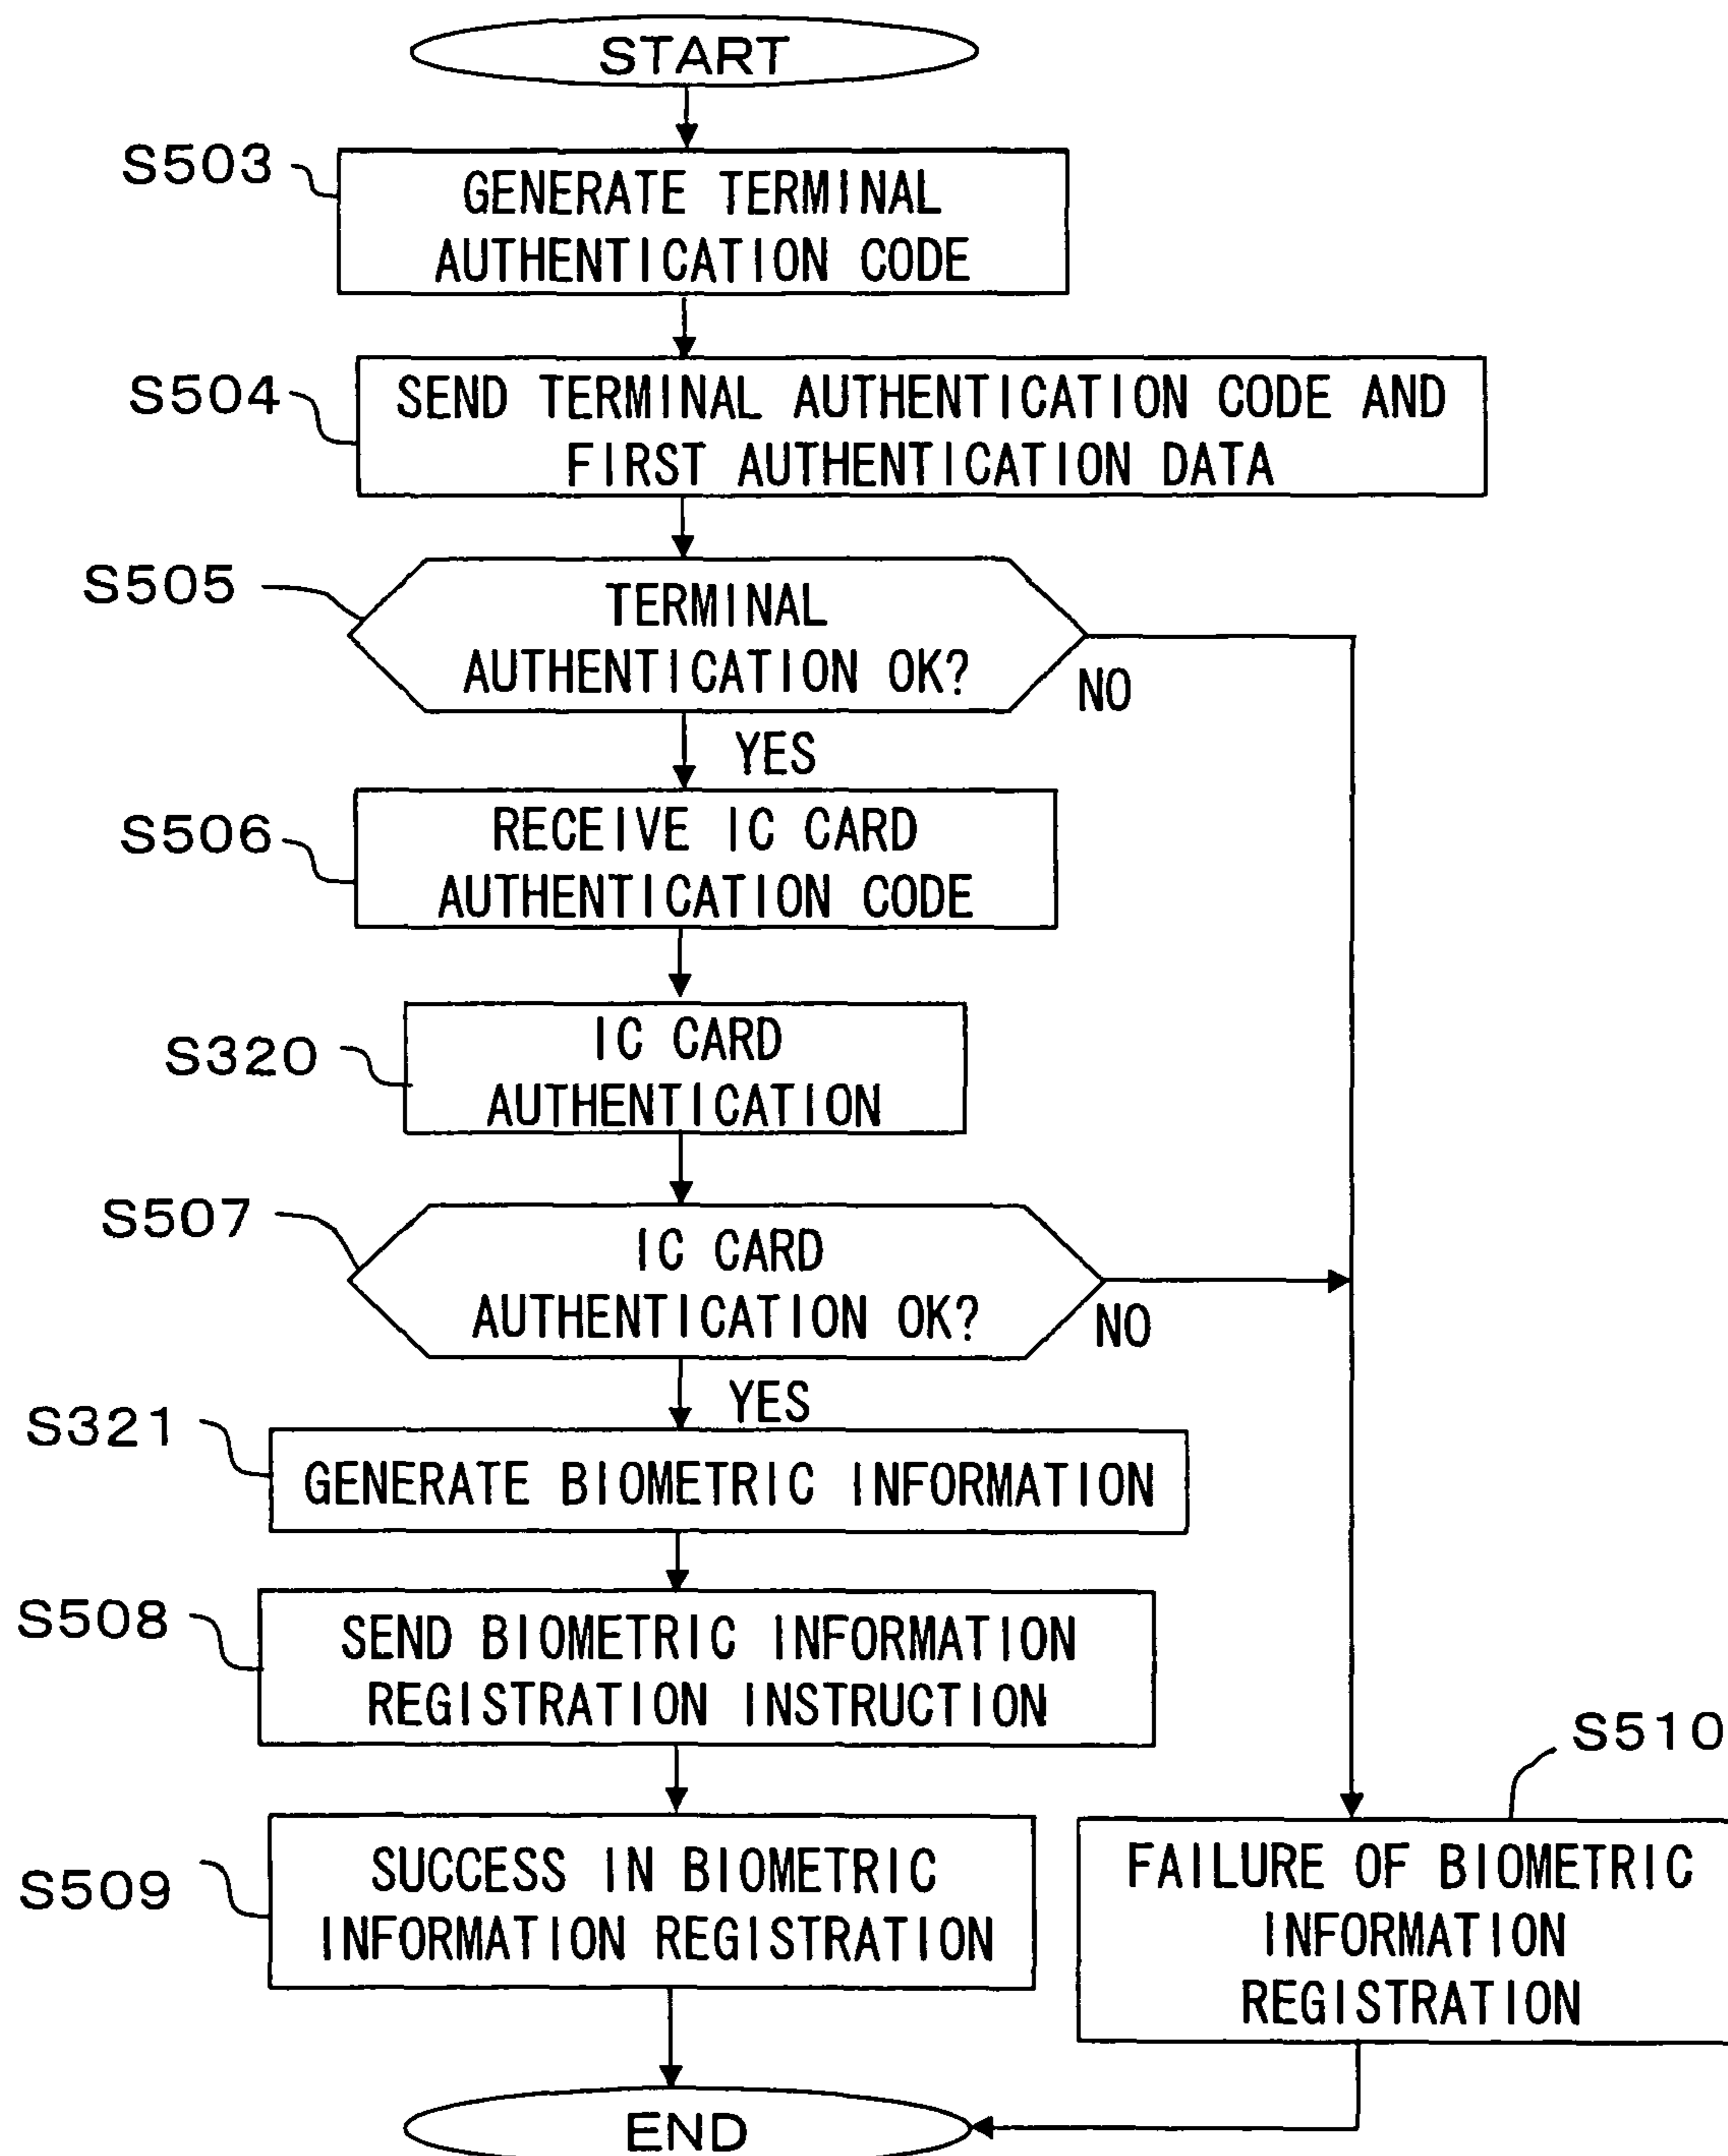 START
S503
GENERATE TERMINAL
AUTHENTICATION CODE
S504
SEND TERMINAL AUTHENTICATION CODE AND
FIRST AUTHENTICATION DATA
S505
TERMINAL
AUTHENTICATION OK?
NO
YES
S506
RECEIVE IC CARD
AUTHENTICATION CODE
S320
IC CARD
AUTHENTICATION
S507
IC CARD
AUTHENTICATION OK?
NO
YES
S321
GENERATE BIOMETRIC INFORMATION
S508
SEND BIOMETRIC INFORMATION
REGISTRATION INSTRUCTION
S509
SUCCESS IN BIOMETRIC
INFORMATION REGISTRATION
S510
FAILURE OF BIOMETRIC
INFORMATION
REGISTRATION
END